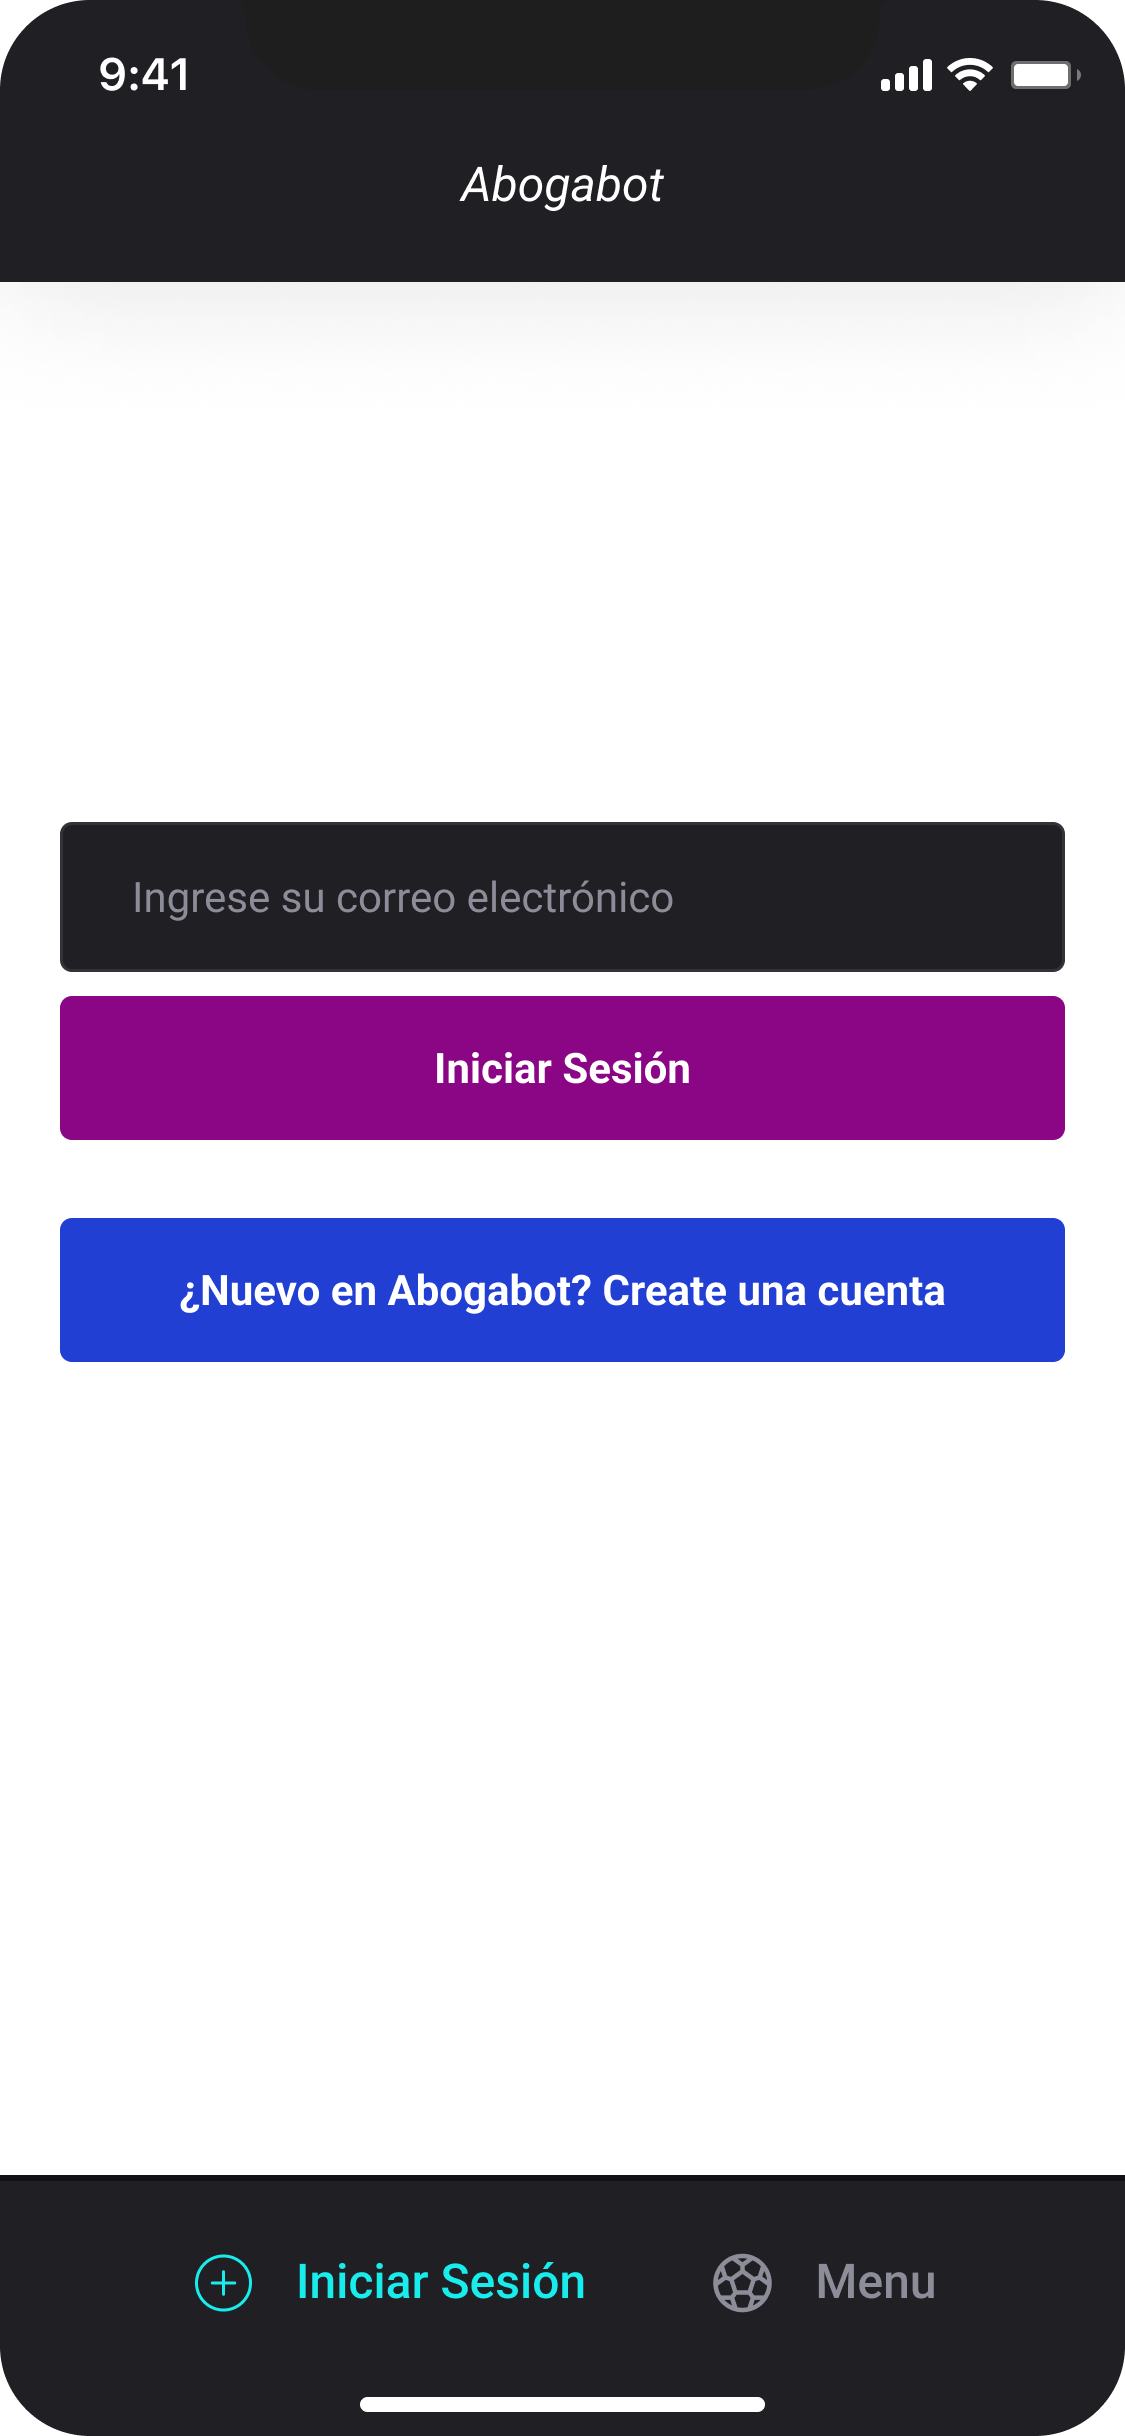 9:41
Abogabot
Ingrese su correo electrónico
Iniciar Sesión
¿Nuevo en Abogabot? Create una cuenta
Iniciar Sesión
Menu